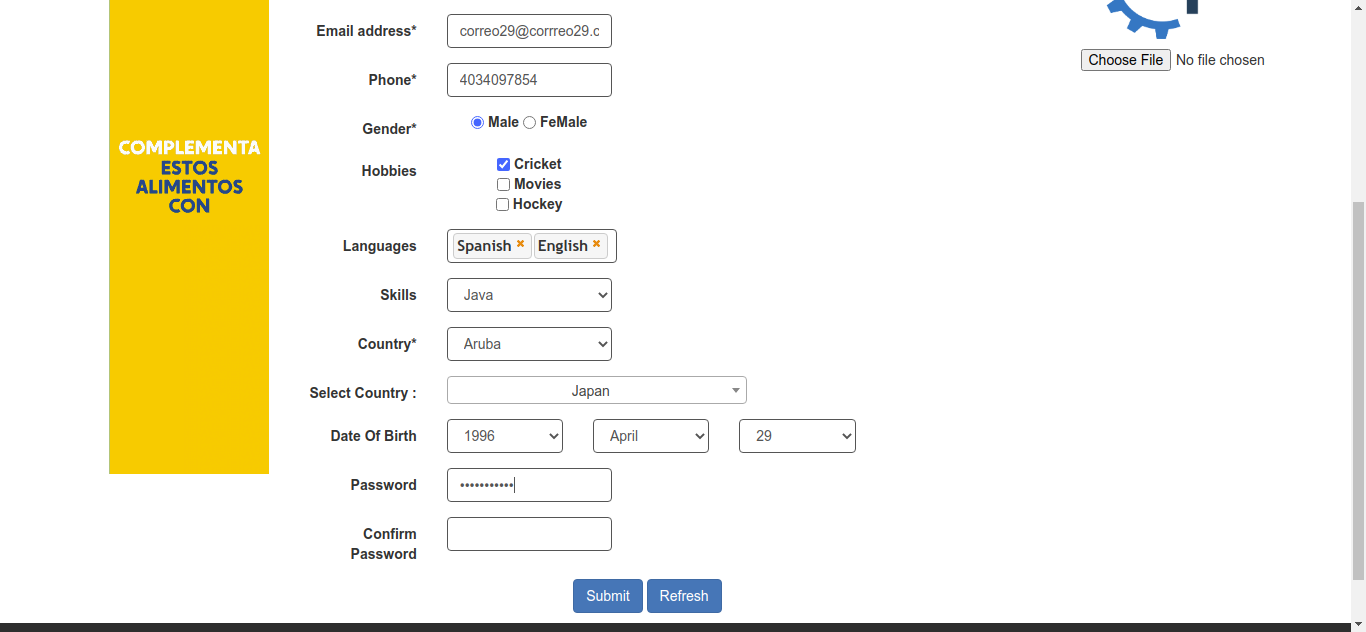 Email address* correo29@corrreo29.c
Choose File No file chosen
Phone* 4034097854
Gender* Male FeMale
COMPLEMENTA
ESTOS
ALIMENTOS
CON
Hobbies Cricket
Movies
Hockey
Languages Spanish English
Skills Java
Country* Aruba
Select Country : Japan
Date Of Birth 1996 April 29
Password •••••••••••
Confirm
Password
Submit Refresh